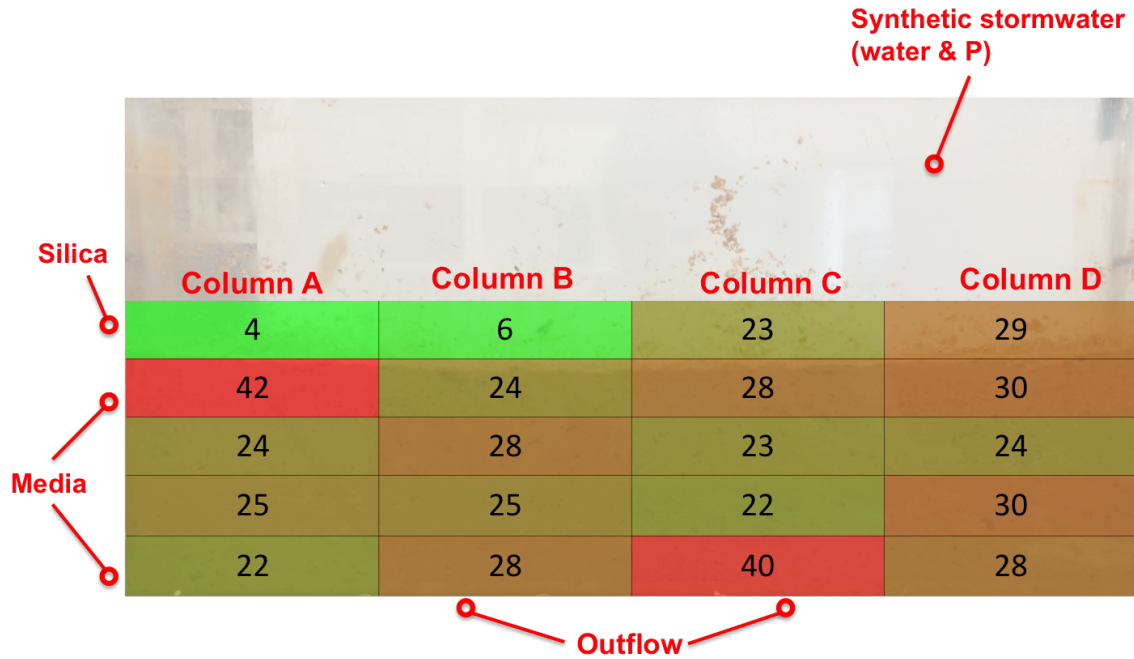 Synthetic stormwater
(water & P)
Silica
Column A Column B Column C Column D
4 6 23 29
42 24 28 30
24 28 23 24
Media
25 25 22 30
22 28 40 28
Outflow